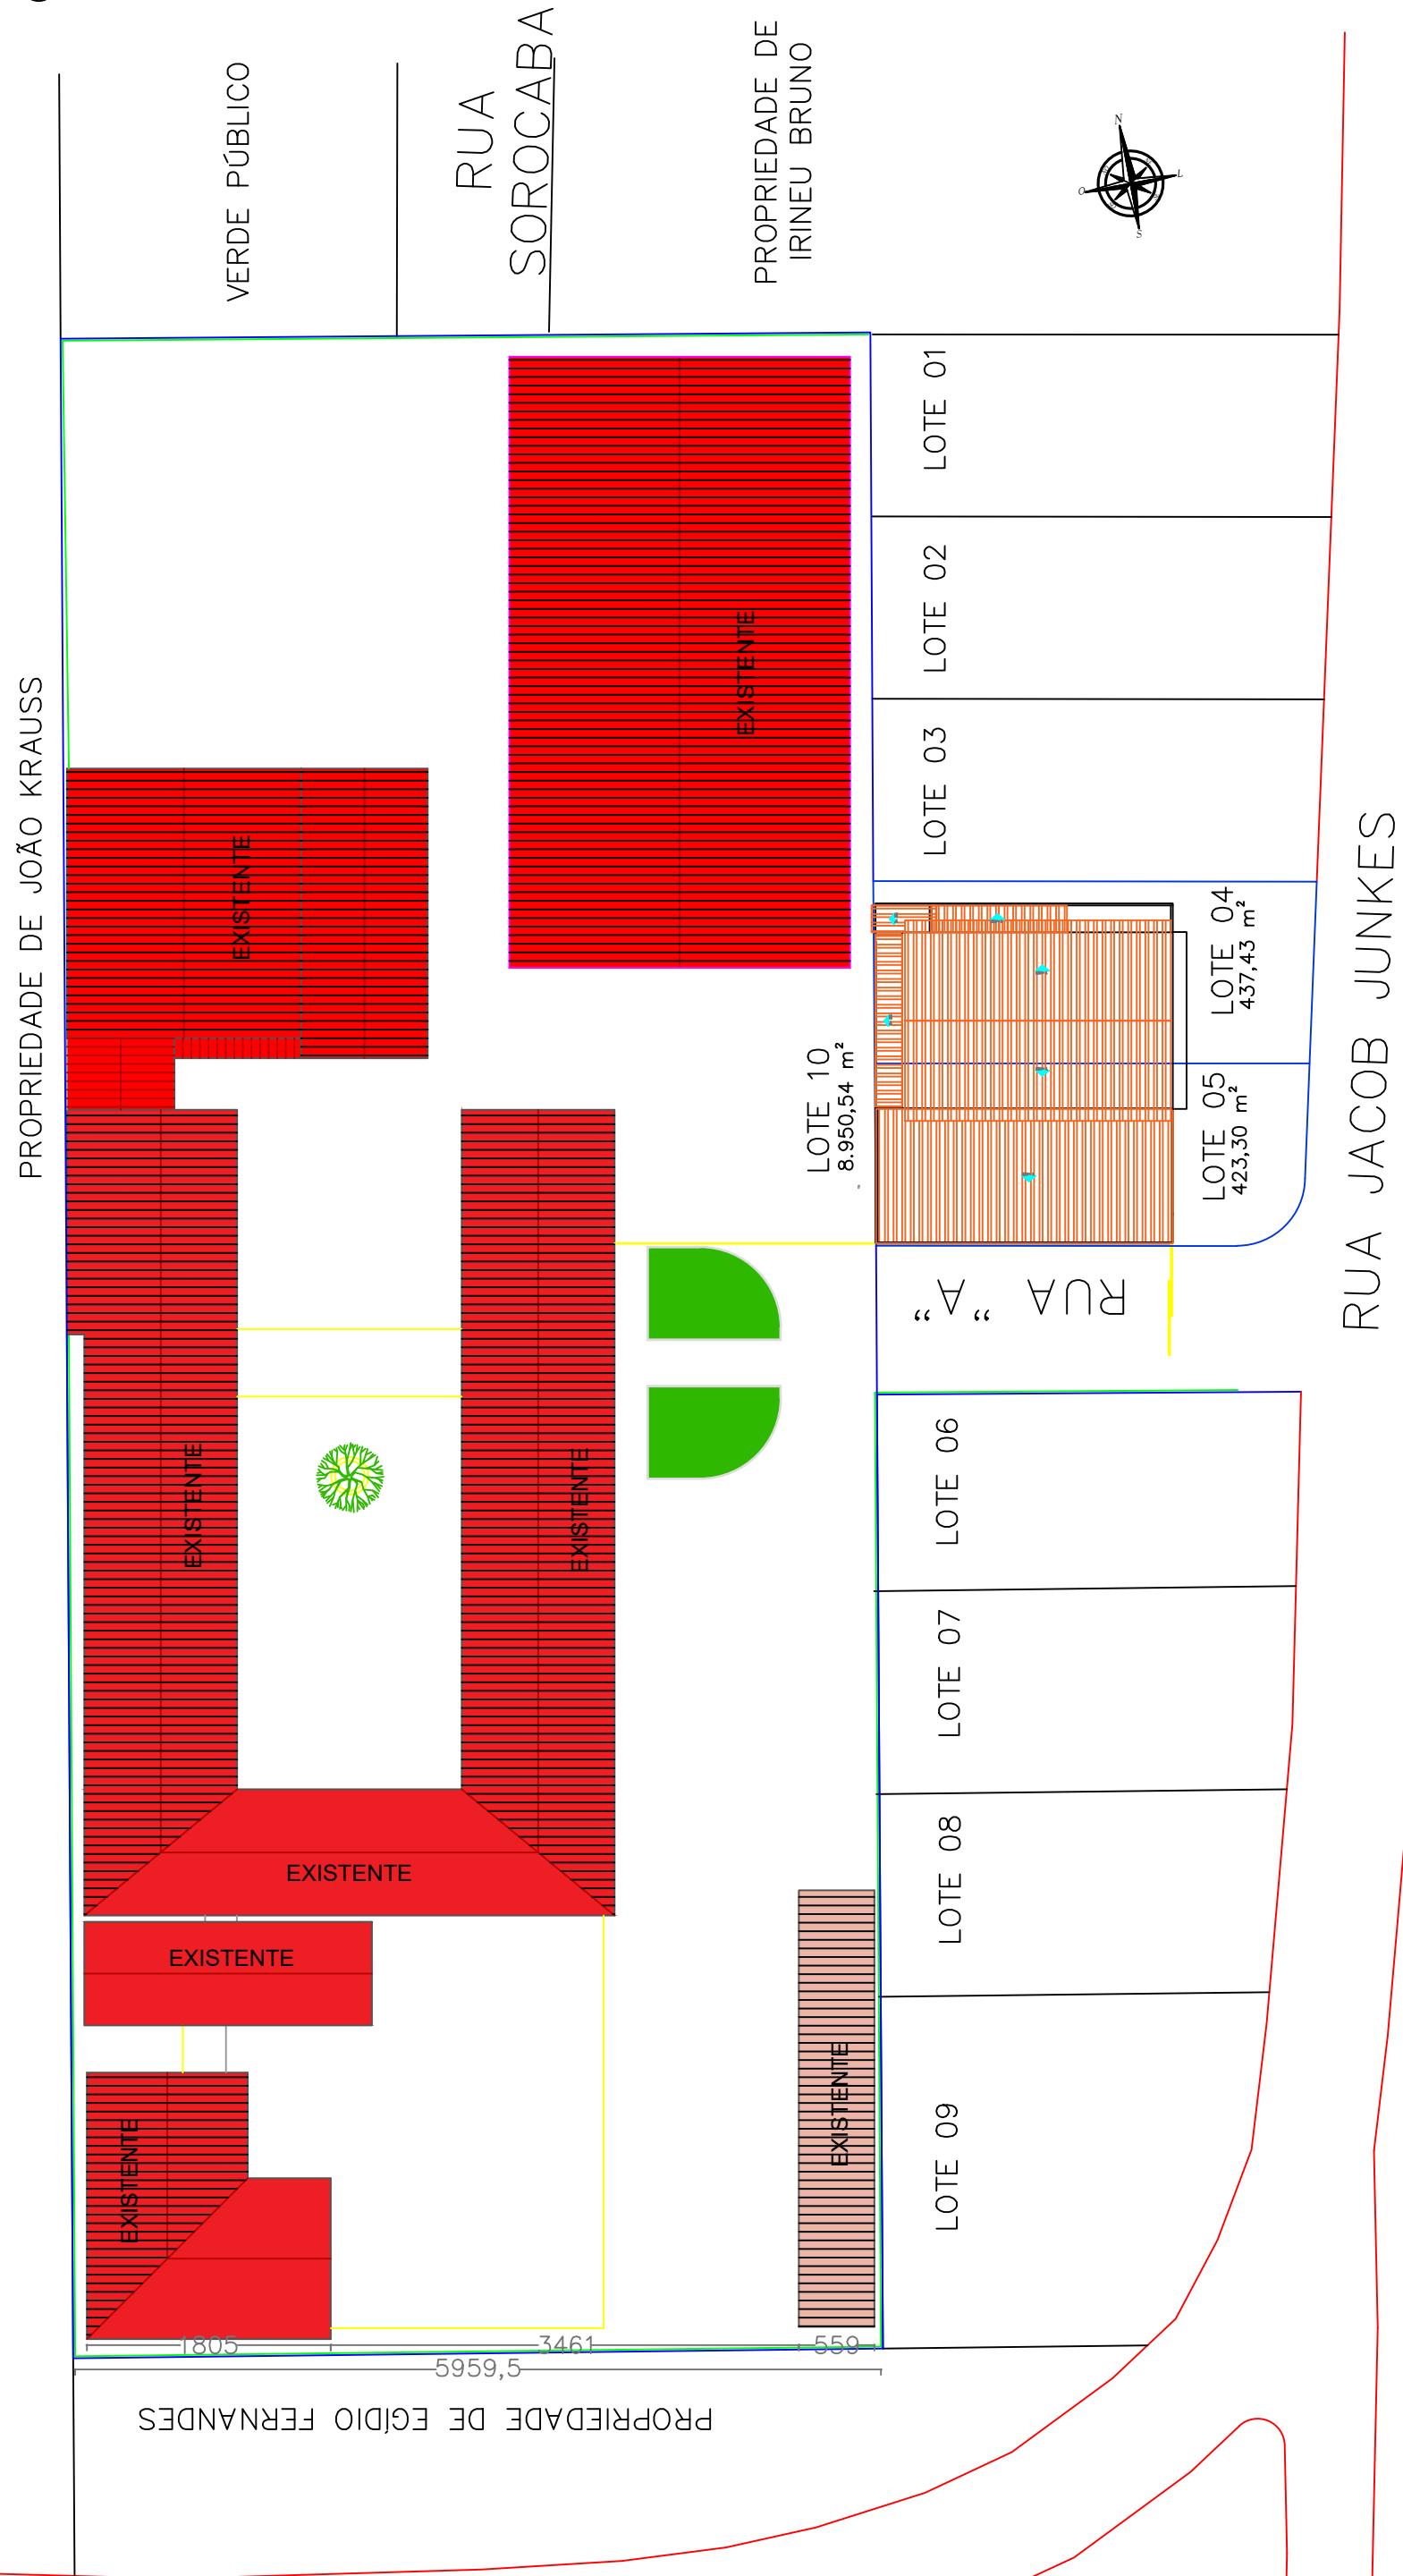 VERDE PÚBLICO
RUA
SOROCABA
PROPRIEDADE DE
IRINEU BRUNO
N
O
L
S
LOTE 01
LOTE 02
LOTE 03
EXISTENTE
PROPRIEDADE DE JOÃO KRAUSS
EXISTENTE
LOTE 04
437,43 m²
LOTE 10
8.950,54 m²
LOTE 05
423,30 m²
RUA JACOB JUNKES
RUA "A"
EXISTENTE
EXISTENTE
LOTE 06
LOTE 07
LOTE 08
EXISTENTE
EXISTENTE
EXISTENTE
EXISTENTE
LOTE 09
1805
3461
559
5959,5
PROPRIEDADE DE EGÍDIO FERNANDES